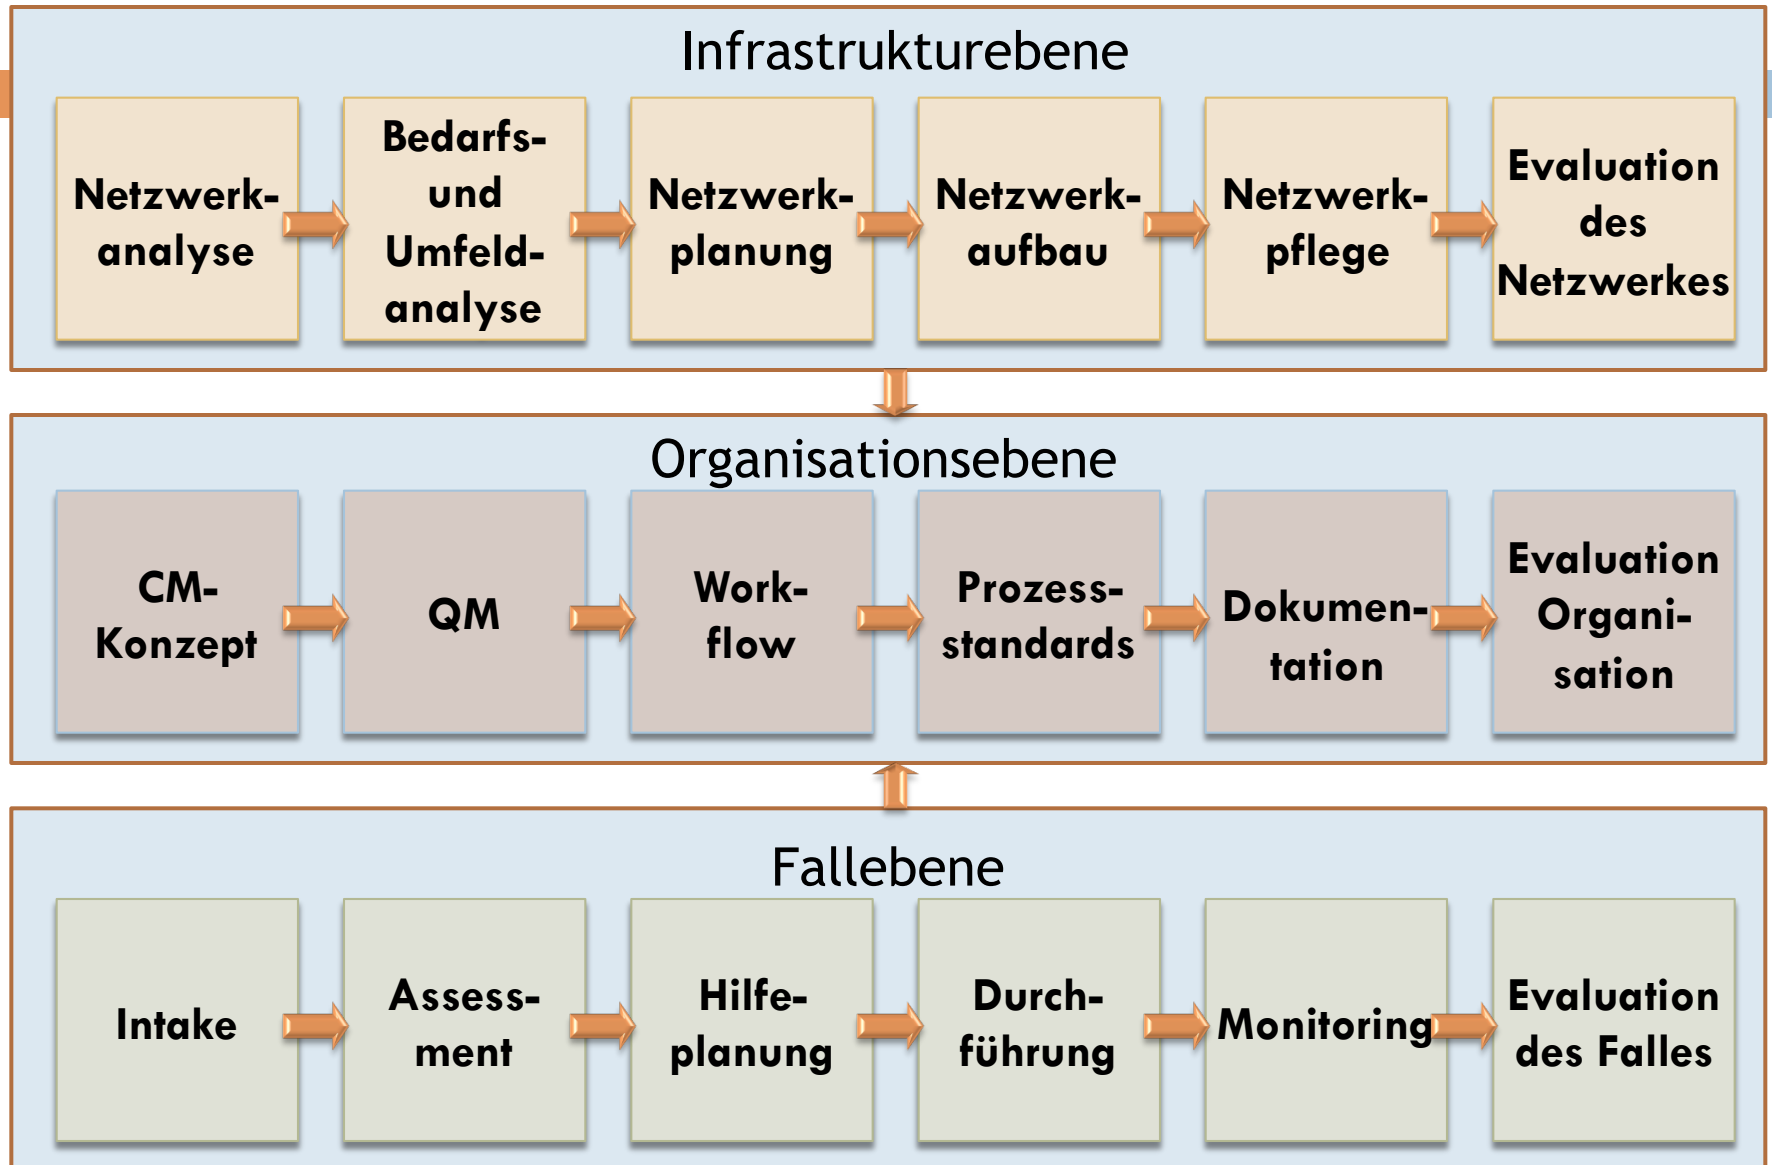 Infrastrukturebene
Netzwerk-
analyse
Bedarfs-
und
Umfeld-
analyse
Netzwerk-
planung
Netzwerk-
aufbau
Netzwerk-
pflege
Evaluation
des
Netzwerkes
Organisationsebene
CM-
Konzept
QM
Work-
flow
Prozess-
standards
Dokumen-
tation
Evaluation
Organi-
sation
Fallebene
Intake
Assess-
ment
Hilfe-
planung
Durch-
führung
Monitoring
Evaluation
des Falles